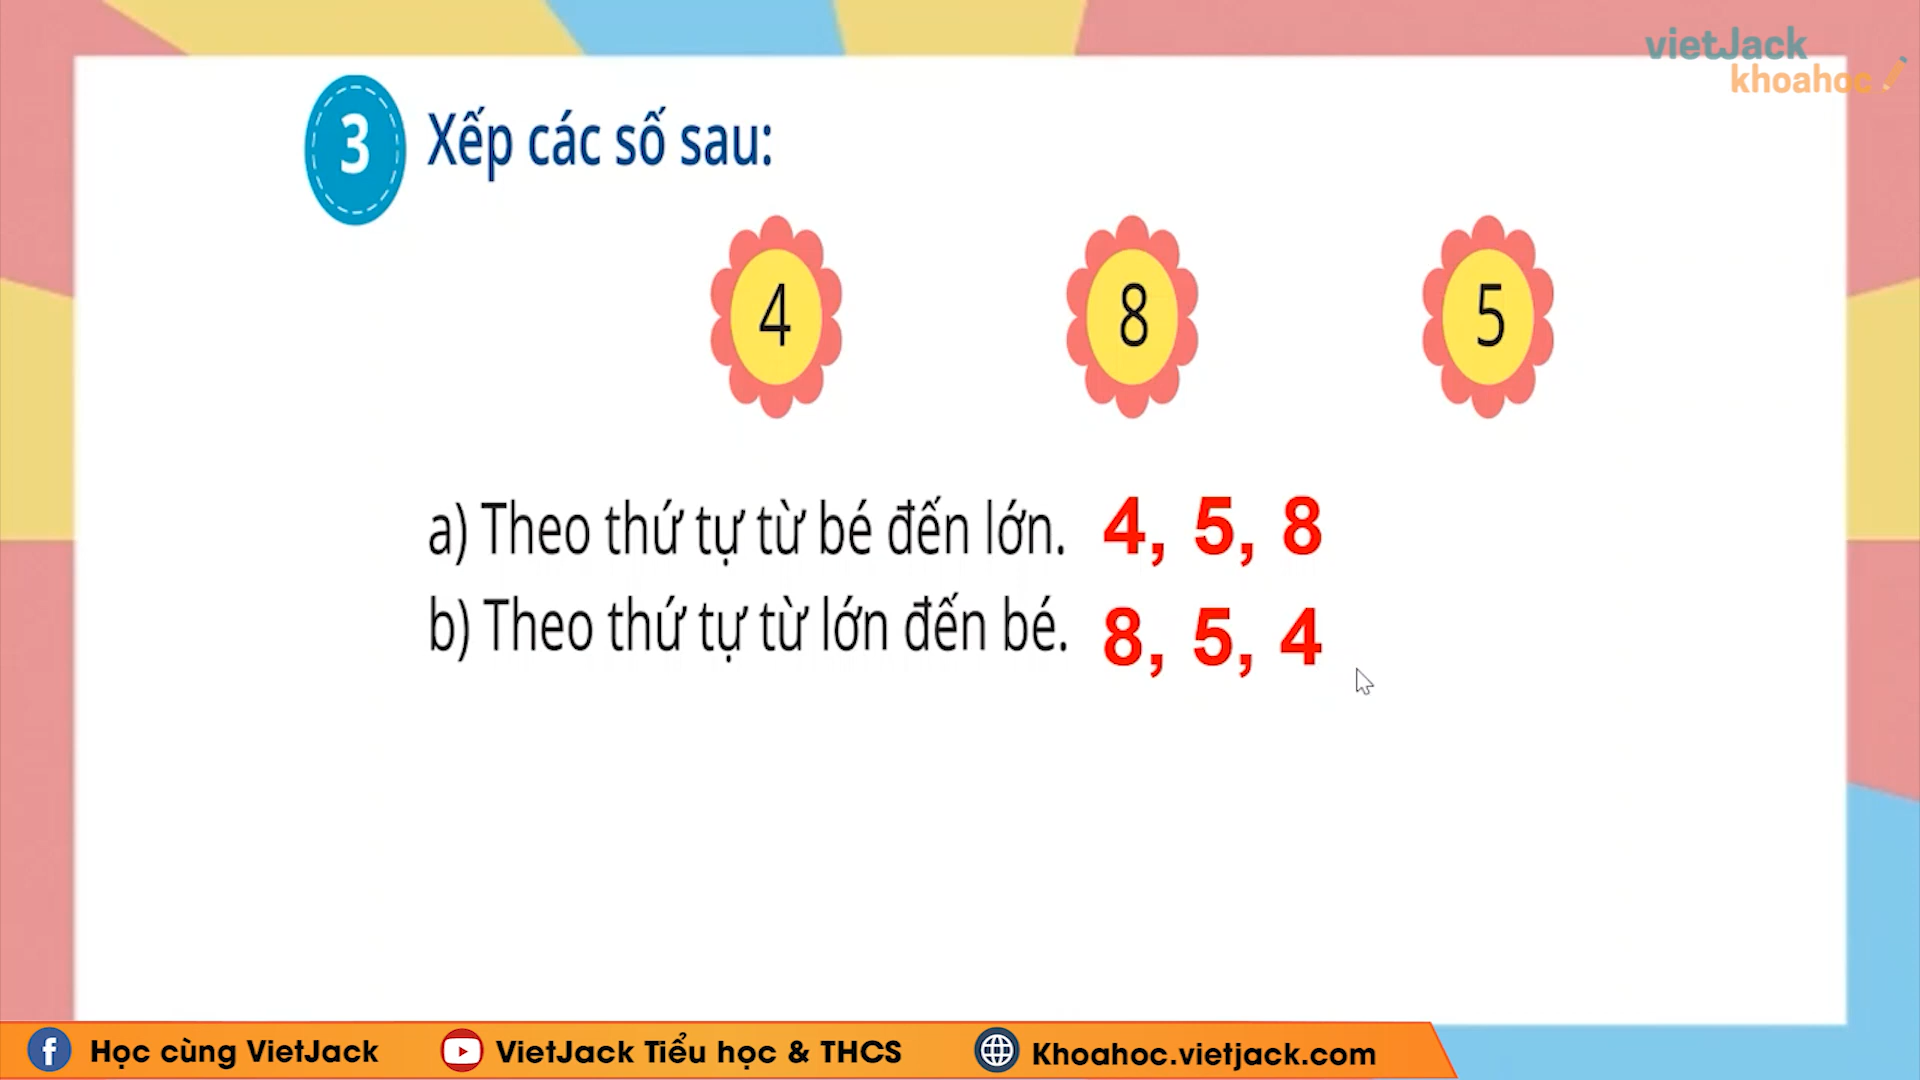 vietJack
khoahoc
3 Xếp các số sau:
4 8 5
a) Theo thứ tự từ bé đến lớn. 4, 5, 8
b) Theo thứ tự từ lớn đến bé. 8, 5, 4
Học cùng VietJack VietJack Tiểu học & THCS Khoahoc.vietjack.com